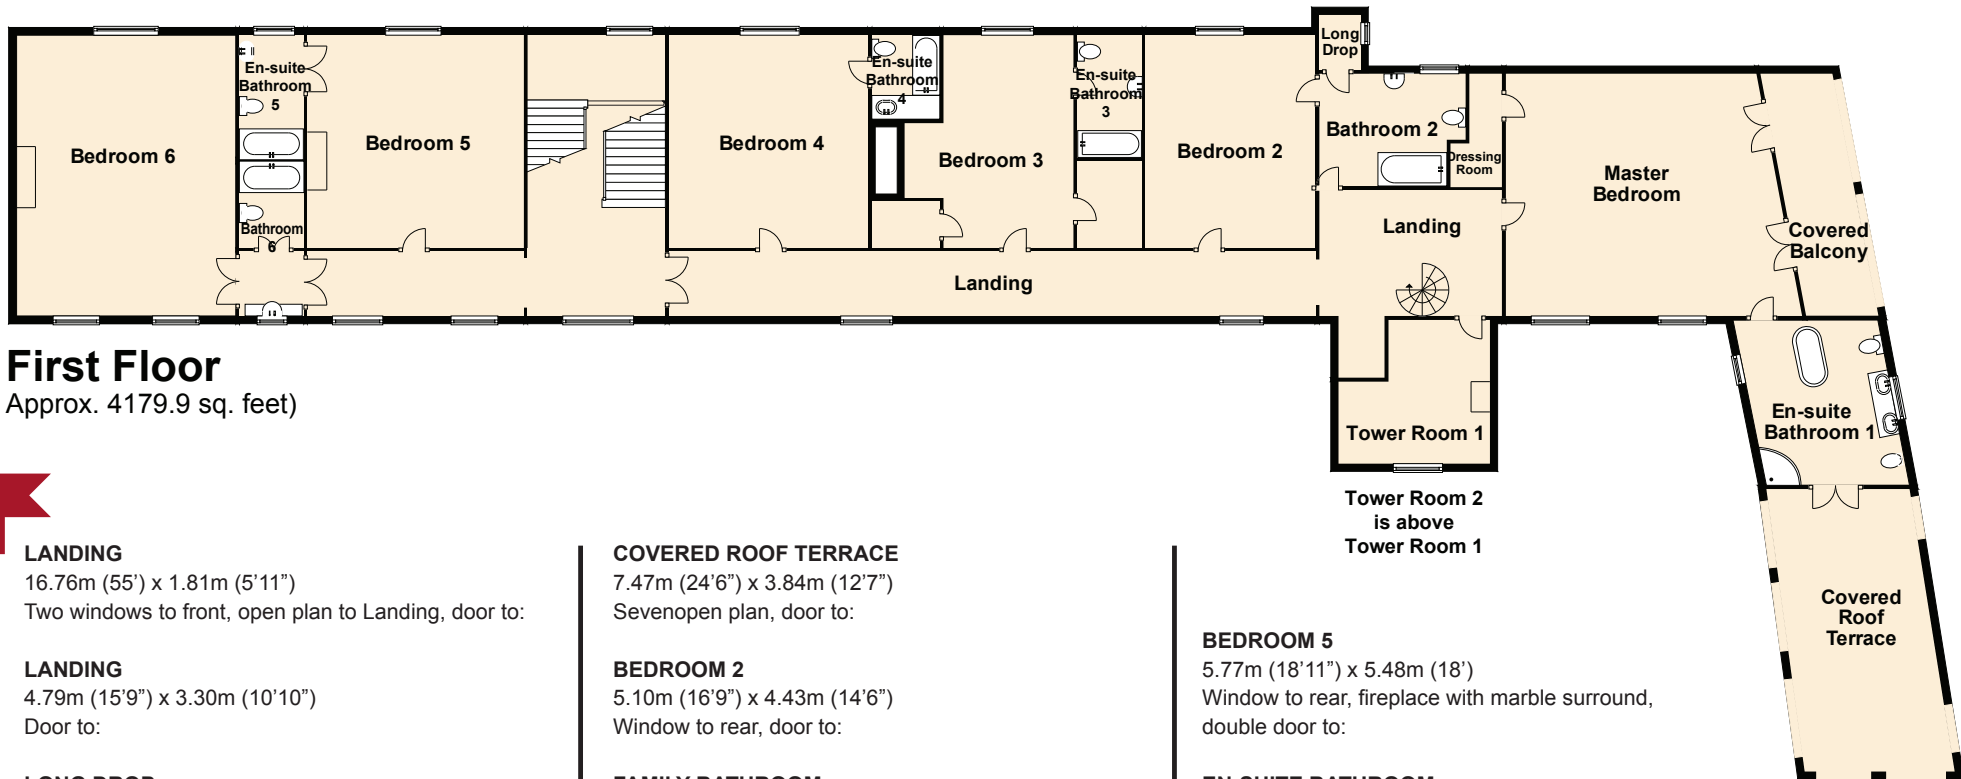 Long
Drop
En-suite
Bathroom
5
En-suite
Bathroom
4
En-suite
Bathroom
3
Bedroom 6
Bedroom 5
Bedroom 4
Bedroom 3
Bedroom 2
Bathroom 2
Dressing
Room
Master
Bedroom
Bathroom
6
Landing
Landing
Covered
Balcony
First Floor
Approx. 4179.9 sq. feet)
Tower Room 1
En-suite
Bathroom 1
Tower Room 2
is above
Tower Room 1
Covered
Roof
Terrace
LANDING
16.76m (55’) x 1.81m (5’11”)
Two windows to front, open plan to Landing, door to:
LANDING
4.79m (15’9”) x 3.30m (10’10”)
Door to:
LONG DROP
COVERED ROOF TERRACE
7.47m (24’6”) x 3.84m (12’7”)
Sevenopen plan, door to:
BEDROOM 2
5.10m (16’9”) x 4.43m (14’6”)
Window to rear, door to:
FAMILY BATHROOM
BEDROOM 5
5.77m (18’11”) x 5.48m (18’)
Window to rear, fireplace with marble surround,
double door to:
EN-SUITE BATHROOM